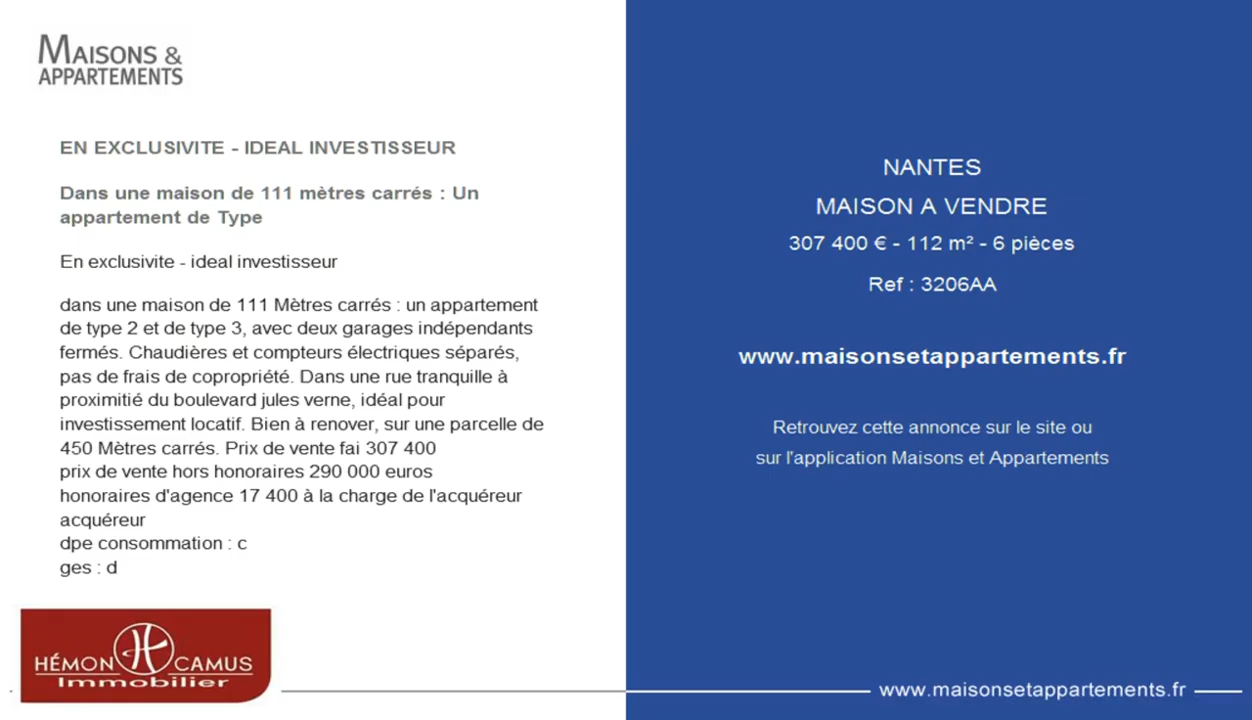 MAISONS &
APPARTEMENTS
EN EXCLUSIVITE - IDEAL INVESTISSEUR
Dans une maison de 111 mètres carrés : Un
appartement de Type
En exclusivite - ideal investisseur
dans une maison de 111 Mètres carrés : un appartement
de type 2 et de type 3, avec deux garages indépendants
fermés. Chaudières et compteurs électriques séparés,
pas de frais de copropriété. Dans une rue tranquille à
proximitié du boulevard jules verne, idéal pour
investissement locatif. Bien à renover, sur une parcelle de
450 Mètres carrés. Prix de vente fai 307 400
prix de vente hors honoraires 290 000 euros
honoraires d'agence 17 400 à la charge de l'acquéreur
acquéreur
dpe consommation : c
ges : d
HÉMON CAMUS
Immobilier
NANTES
MAISON A VENDRE
307 400 € - 112 m² - 6 pièces
Ref : 3206AA
www.maisonsetappartements.fr
Retrouvez cette annonce sur le site ou
sur l'application Maisons et Appartements
www.maisonsetappartements.fr